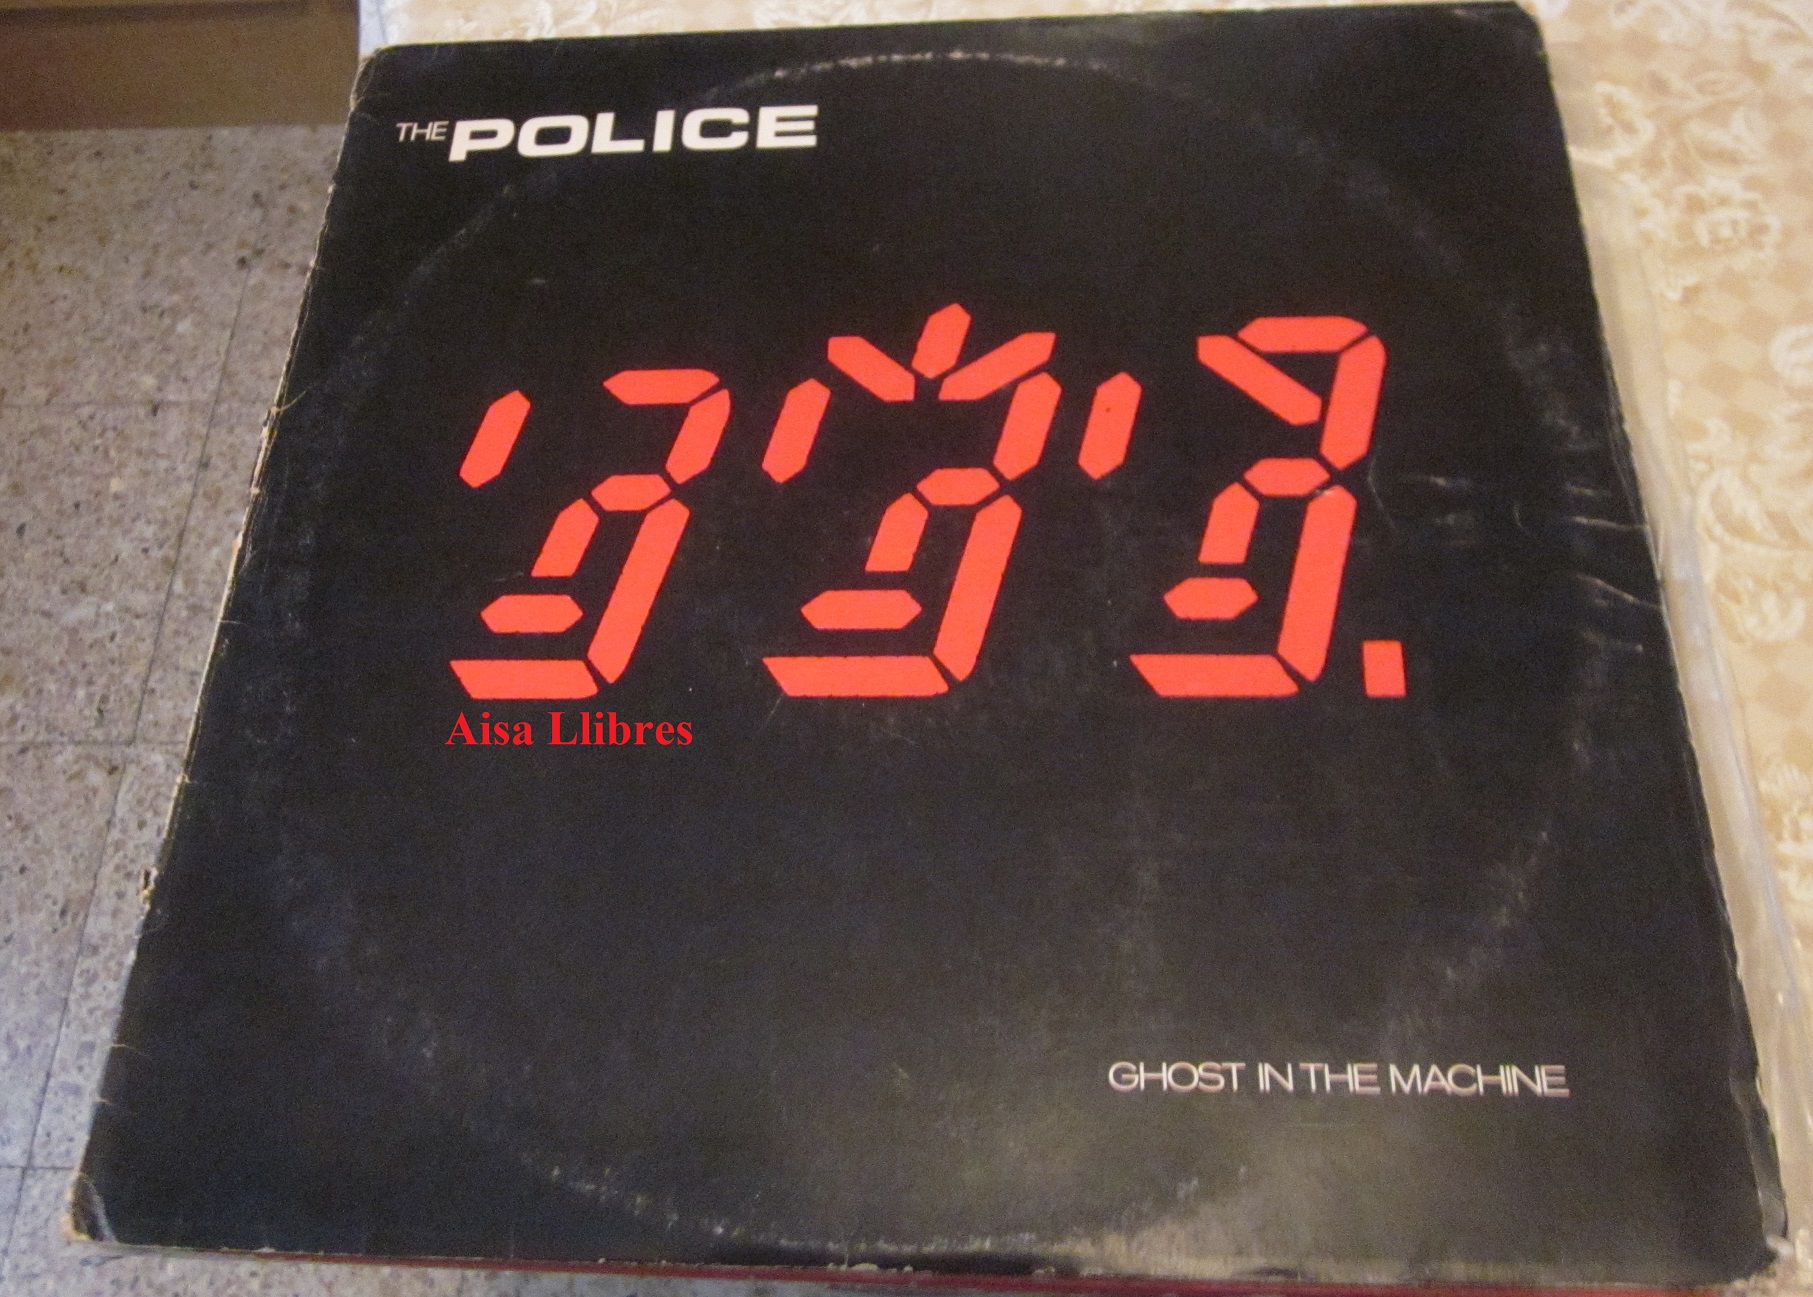 THE POLICE
Aisa Llibres
GHOST IN THE MACHINE